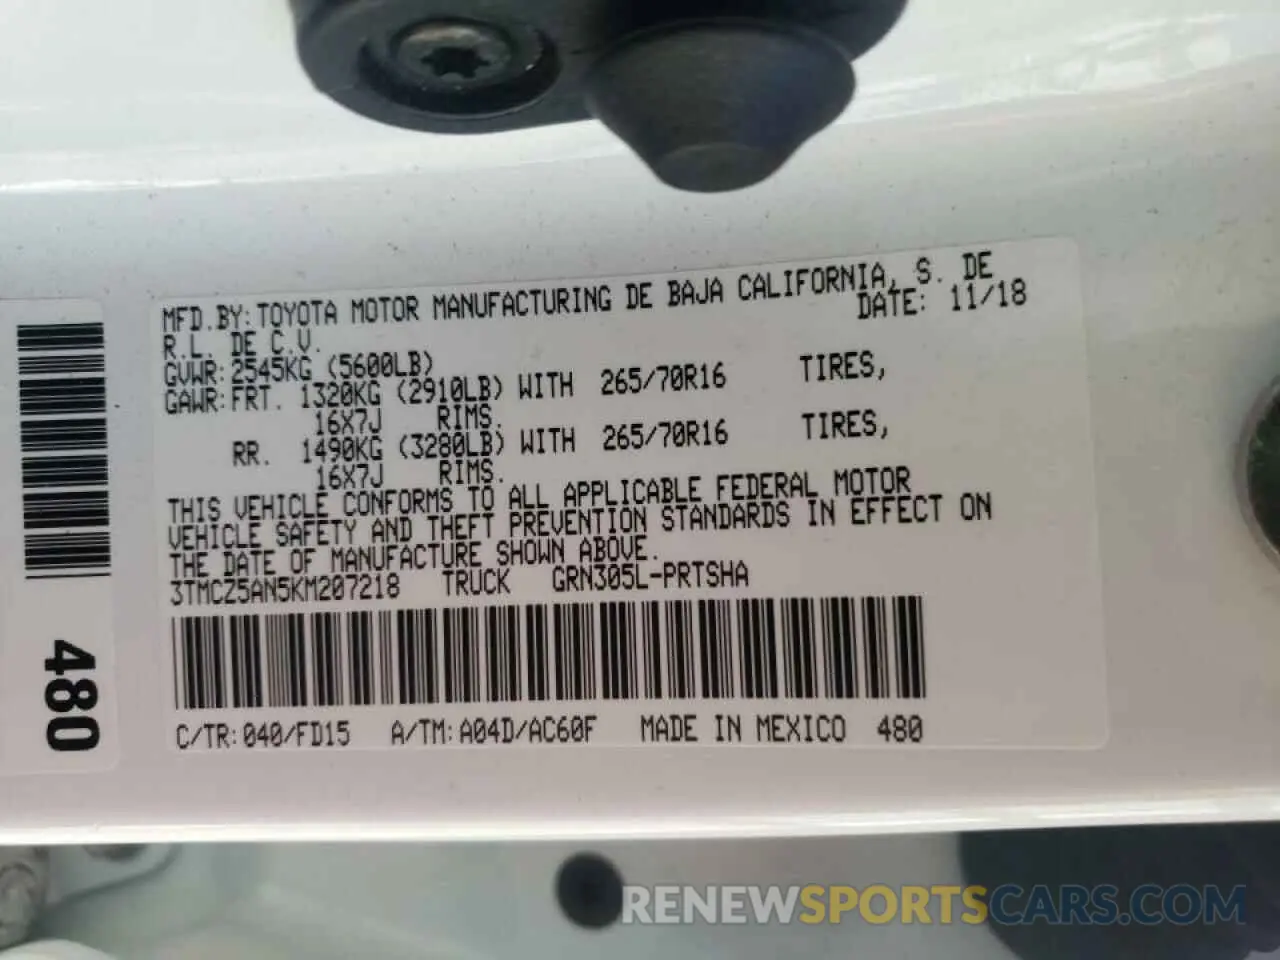 MFD.BY:TOYOTA MOTOR MANUFACTURING DE BAJA CALIFORNIA, S. DE
R.L. DE C.V. DATE: 11/18
GVWR:2545KG (5600LB)
GAWR:FRT. 1320KG (2910LB) WITH 265/70R16 TIRES,
16X7J RIMS.
RR. 1490KG (3280LB) WITH 265/70R16 TIRES,
16X7J RIMS.
THIS VEHICLE CONFORMS TO ALL APPLICABLE FEDERAL MOTOR
VEHICLE SAFETY AND THEFT PREVENTION STANDARDS IN EFFECT ON
THE DATE OF MANUFACTURE SHOWN ABOVE.
3TMCZ5AN5KM207218 TRUCK GRN305L-PRTSHA
C/TR:040/FD15 A/TM:A04D/AC60F MADE IN MEXICO 480
480
RENEWSPORTSCARS.COM